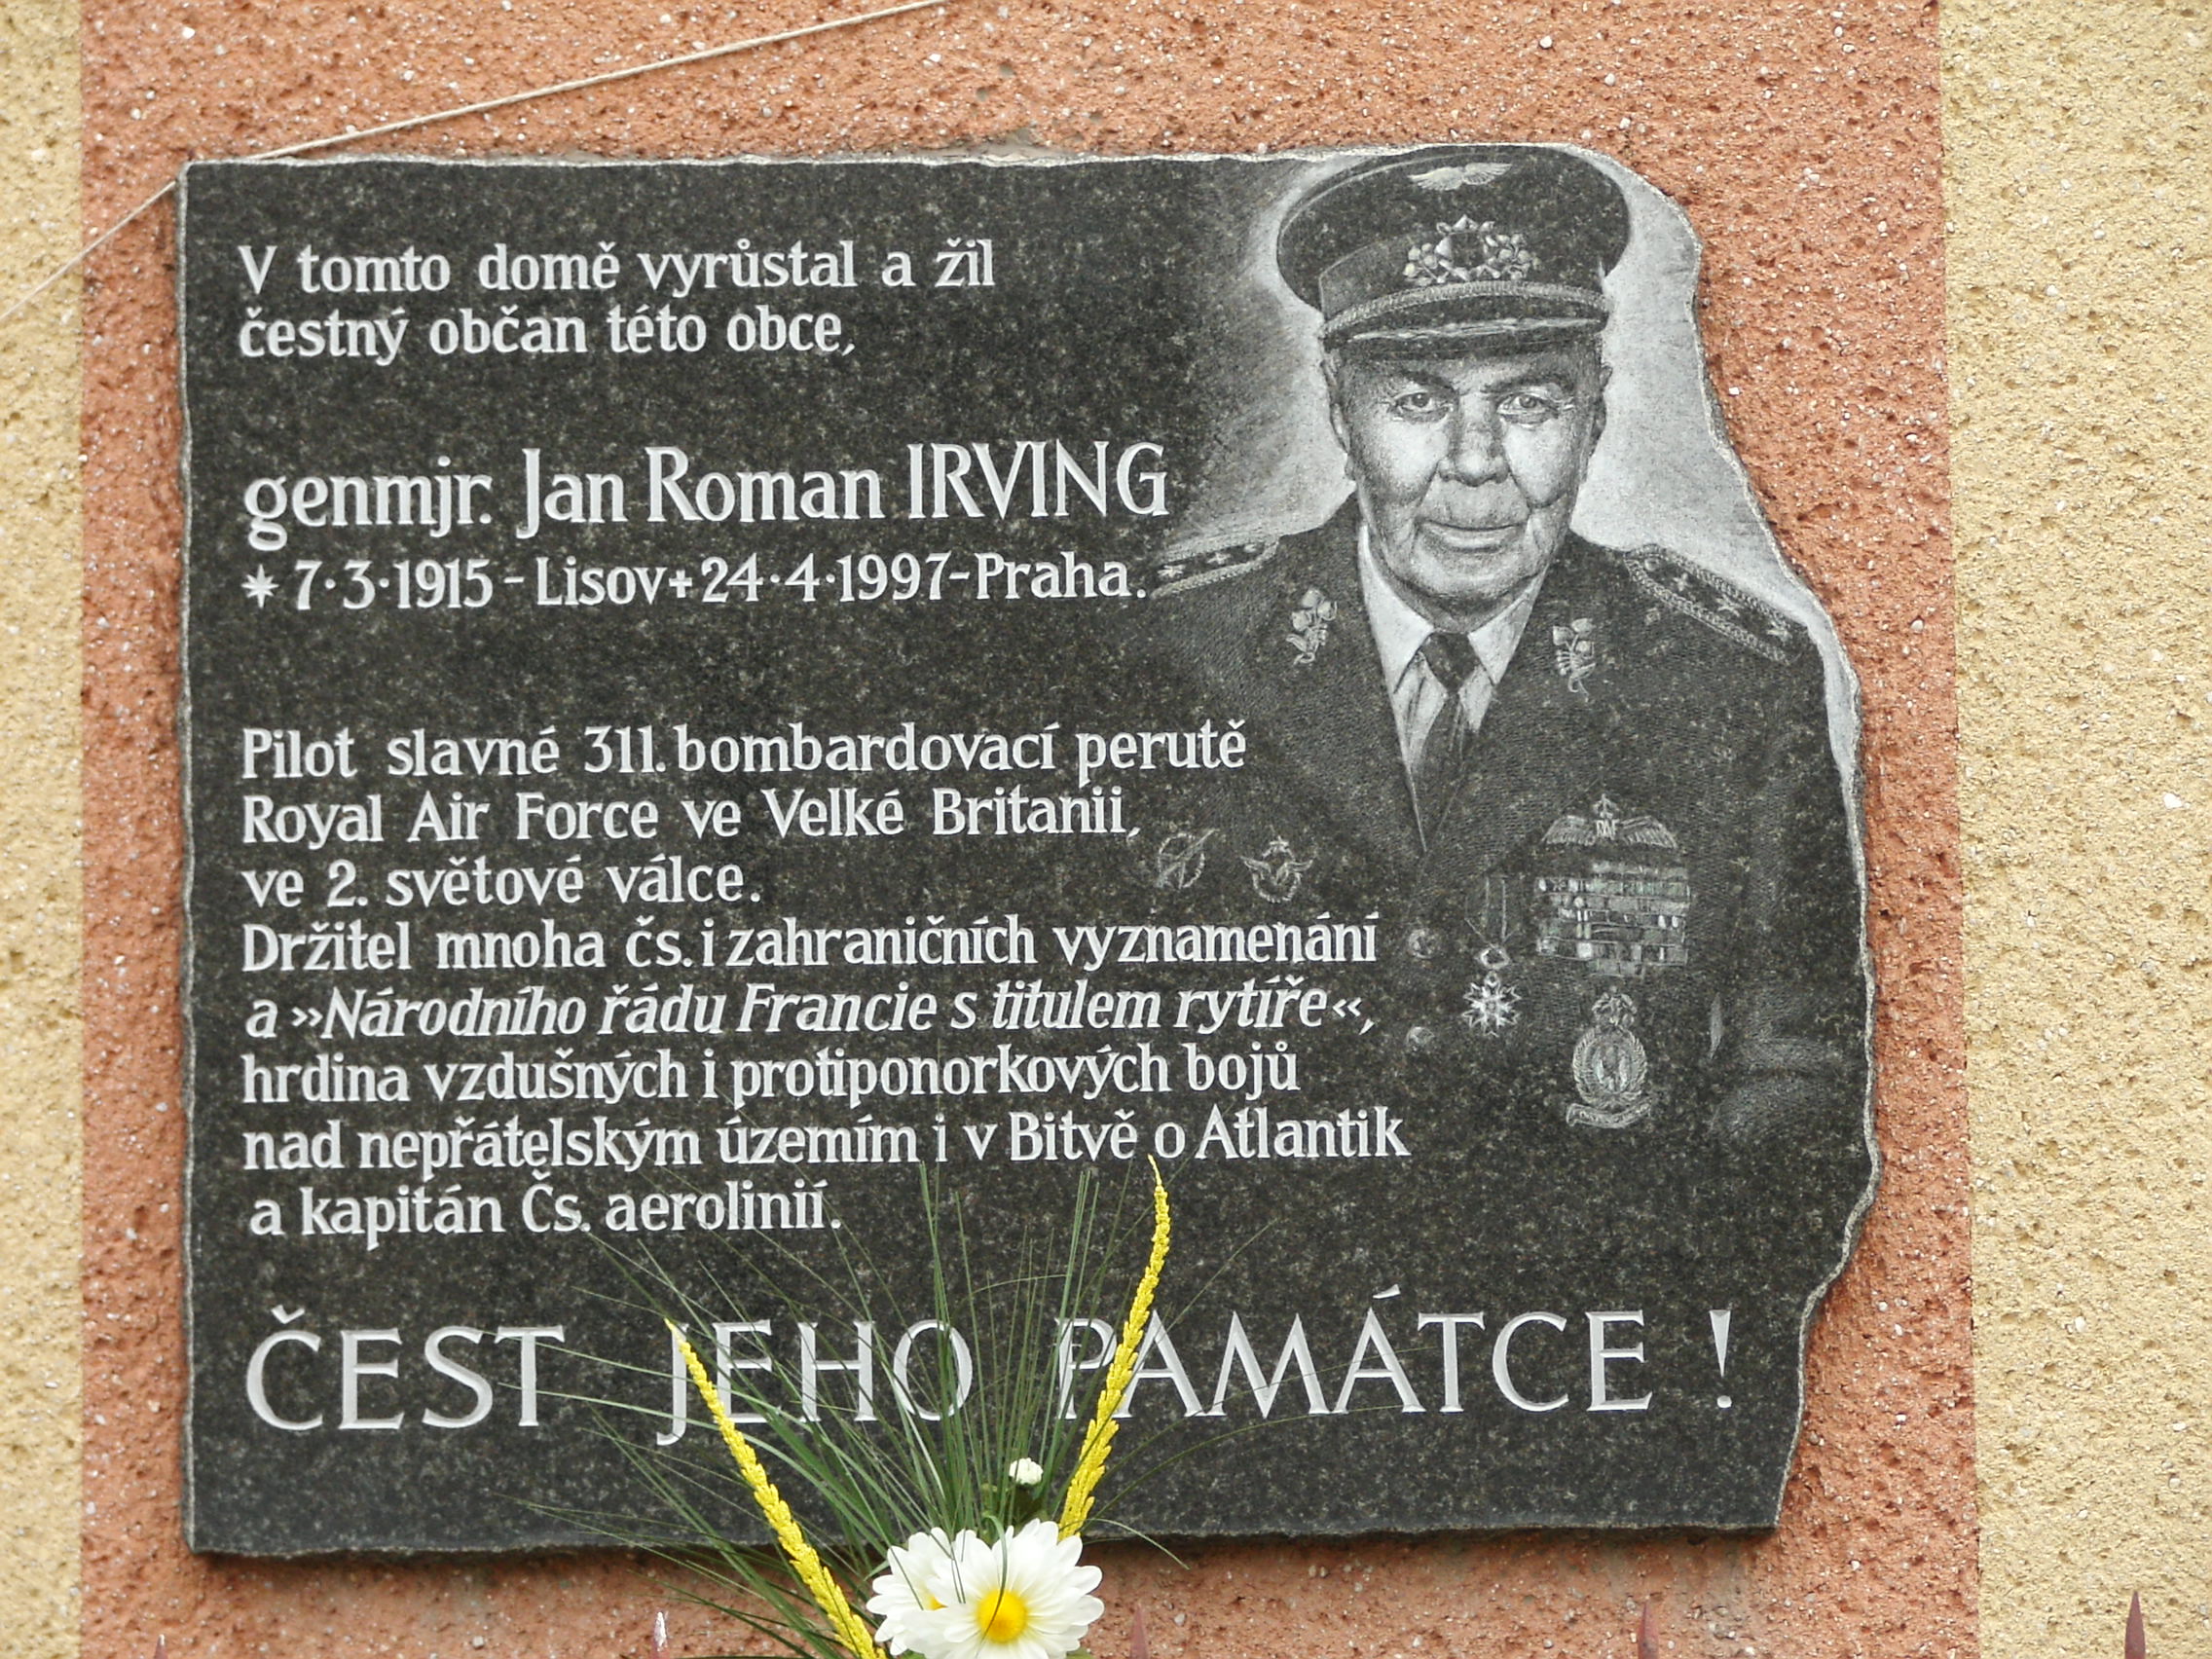 V tomto domě vyrůstal a žil
čestný občan této obce,
genmjr. Jan Roman IRVING
* 7·3·1915 - Lisov + 24·4·1997 - Praha.
Pilot slavné 311. bombardovací perutě
Royal Air Force ve Velké Britanii,
ve 2. světové válce.
Držitel mnoha čs. i zahraničních vyznamenání
a »Národního řádu Francie s titulem rytíře«,
hrdina vzdušných i protiponorkových bojů
nad nepřátelským územím i v Bitvě o Atlantik
a kapitán Čs. aerolinií.
ČEST JEHO PAMÁTCE !
RAF